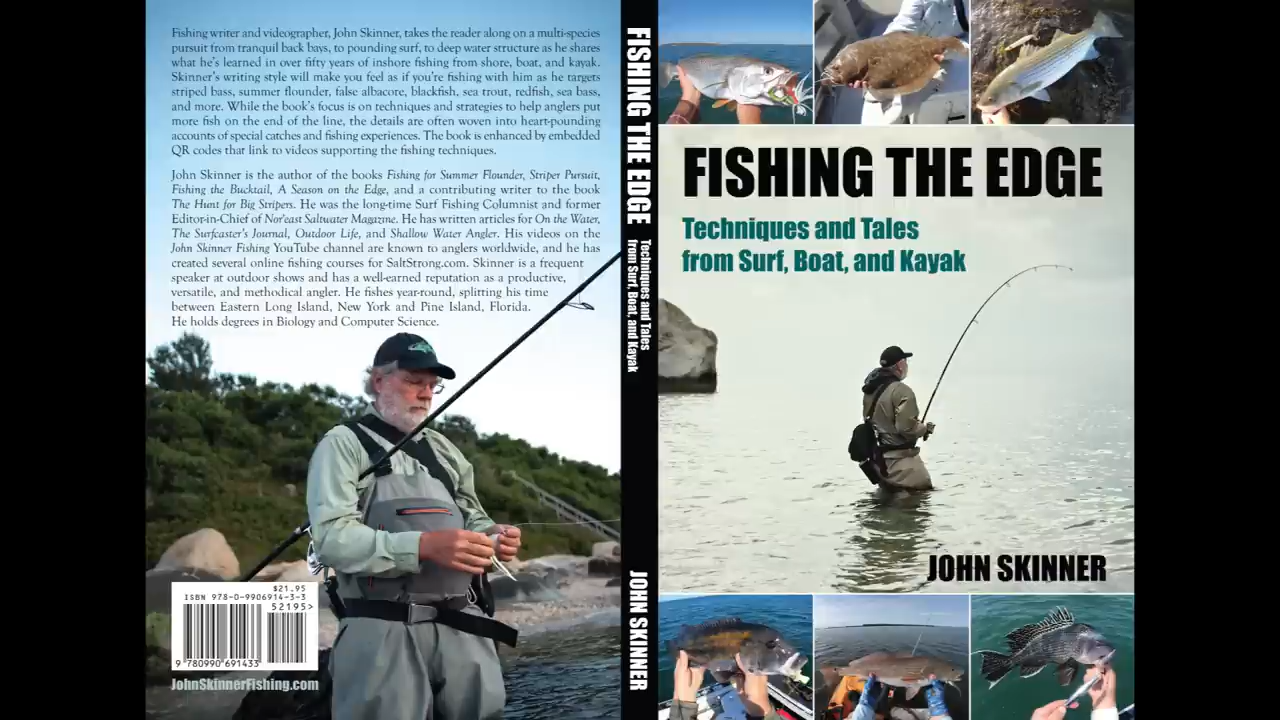 Fishing writer and videographer, John Skinner, takes the reader along on a multi-species
pursuit from tranquil back bays, to pounding surf, to deep water structure as he shares
what he's learned in over fifty years of inshore fishing from shore, boat, and kayak.
Skinner's writing style will make you feel as if you're fishing with him as he targets
striped bass, summer flounder, false albacore, blackfish, sea trout, redfish, sea bass,
and more. While the book's focus is on techniques and strategies to help anglers put
more fish on the end of the line, the details are often woven into heart-pounding
accounts of special catches and fishing experiences. The book is enhanced by embedded
QR codes that link to videos supporting the fishing techniques.
John Skinner is the author of the books Fishing for Summer Flounder, Striper Pursuit,
Fishing the Bucktail, A Season on the Edge, and a contributing writer to the book
The Hunt for Big Stripers. He was the long-time Surf Fishing Columnist and former
Editor-in-Chief of Nor'east Saltwater Magazine. He has written articles for On the Water,
The Surfcaster's Journal, Outdoor Life, and Shallow Water Angler. His videos on the
John Skinner Fishing YouTube channel are known to anglers worldwide, and he has
created several online fishing courses for SaltStrong.com. Skinner is a frequent
speaker at outdoor shows and has a well-earned reputation as a productive,
versatile, and methodical angler. He fishes year-round, splitting his time
between Eastern Long Island, New York and Pine Island, Florida.
He holds degrees in Biology and Computer Science.
$21.95
ISBN 978-0-9906914-3-3
52195>
9 780990 691433
JohnSkinnerFishing.com
FISHING THE EDGE
Techniques and Tales
from Surf, Boat, and Kayak
JOHN SKINNER
FISHING THE EDGE
Techniques and Tales
from Surf, Boat, and Kayak
JOHN SKINNER